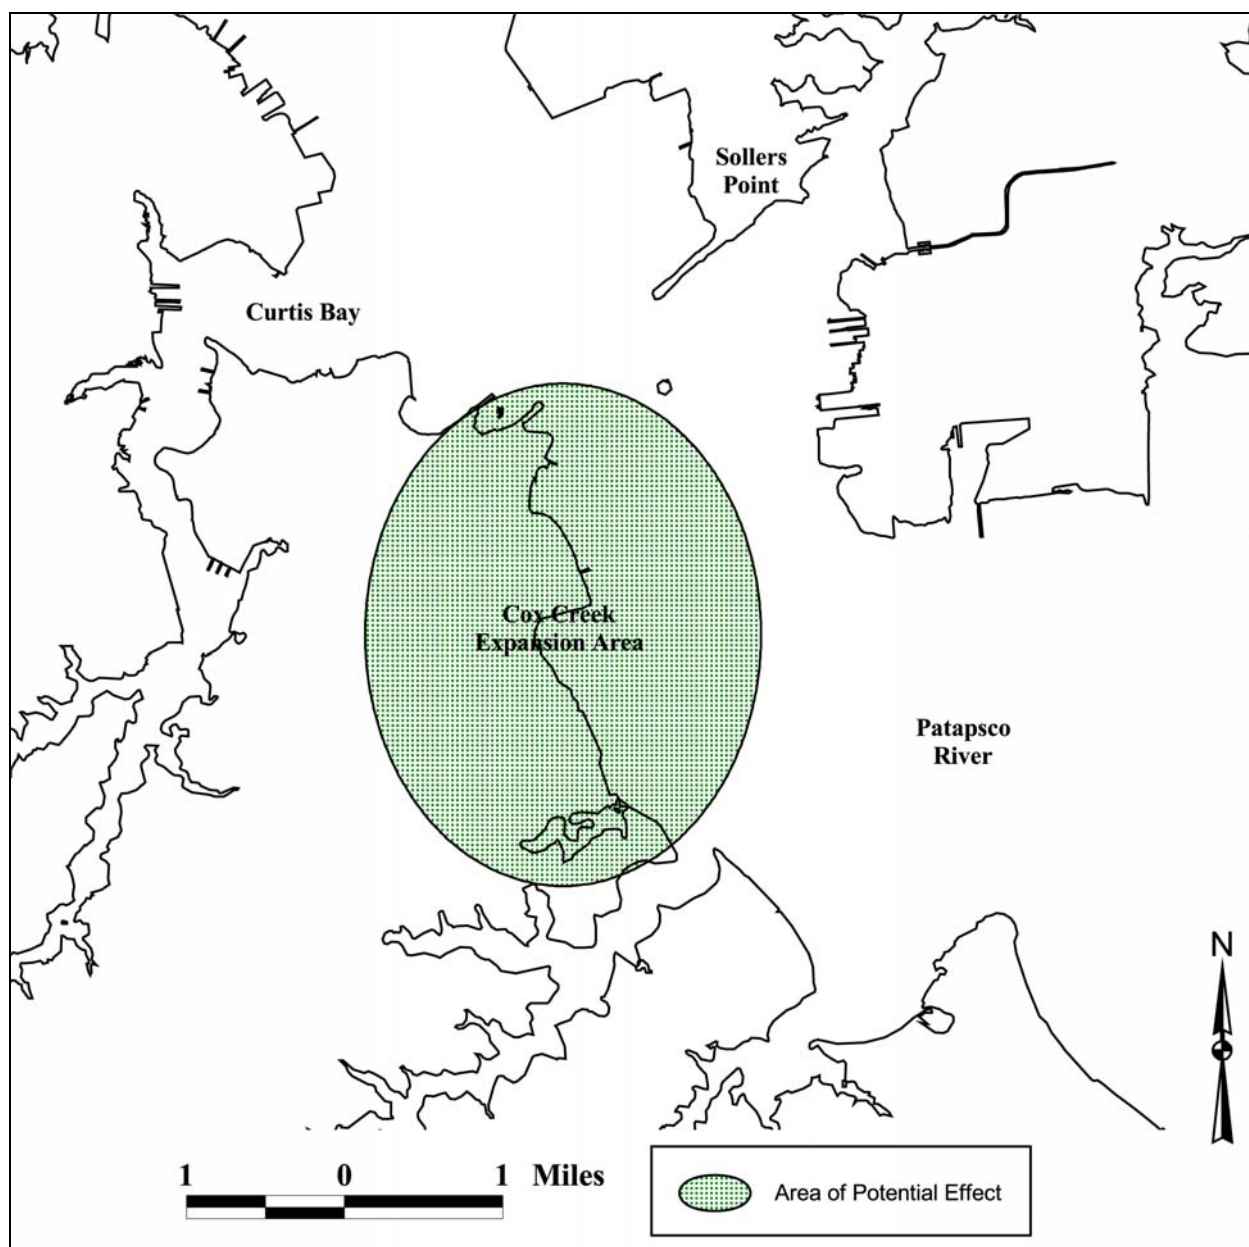 Sollers
Point
Curtis Bay
Cox Creek
Expansion Area
Patapsco
River
N
1 0 1 Miles
Area of Potential Effect